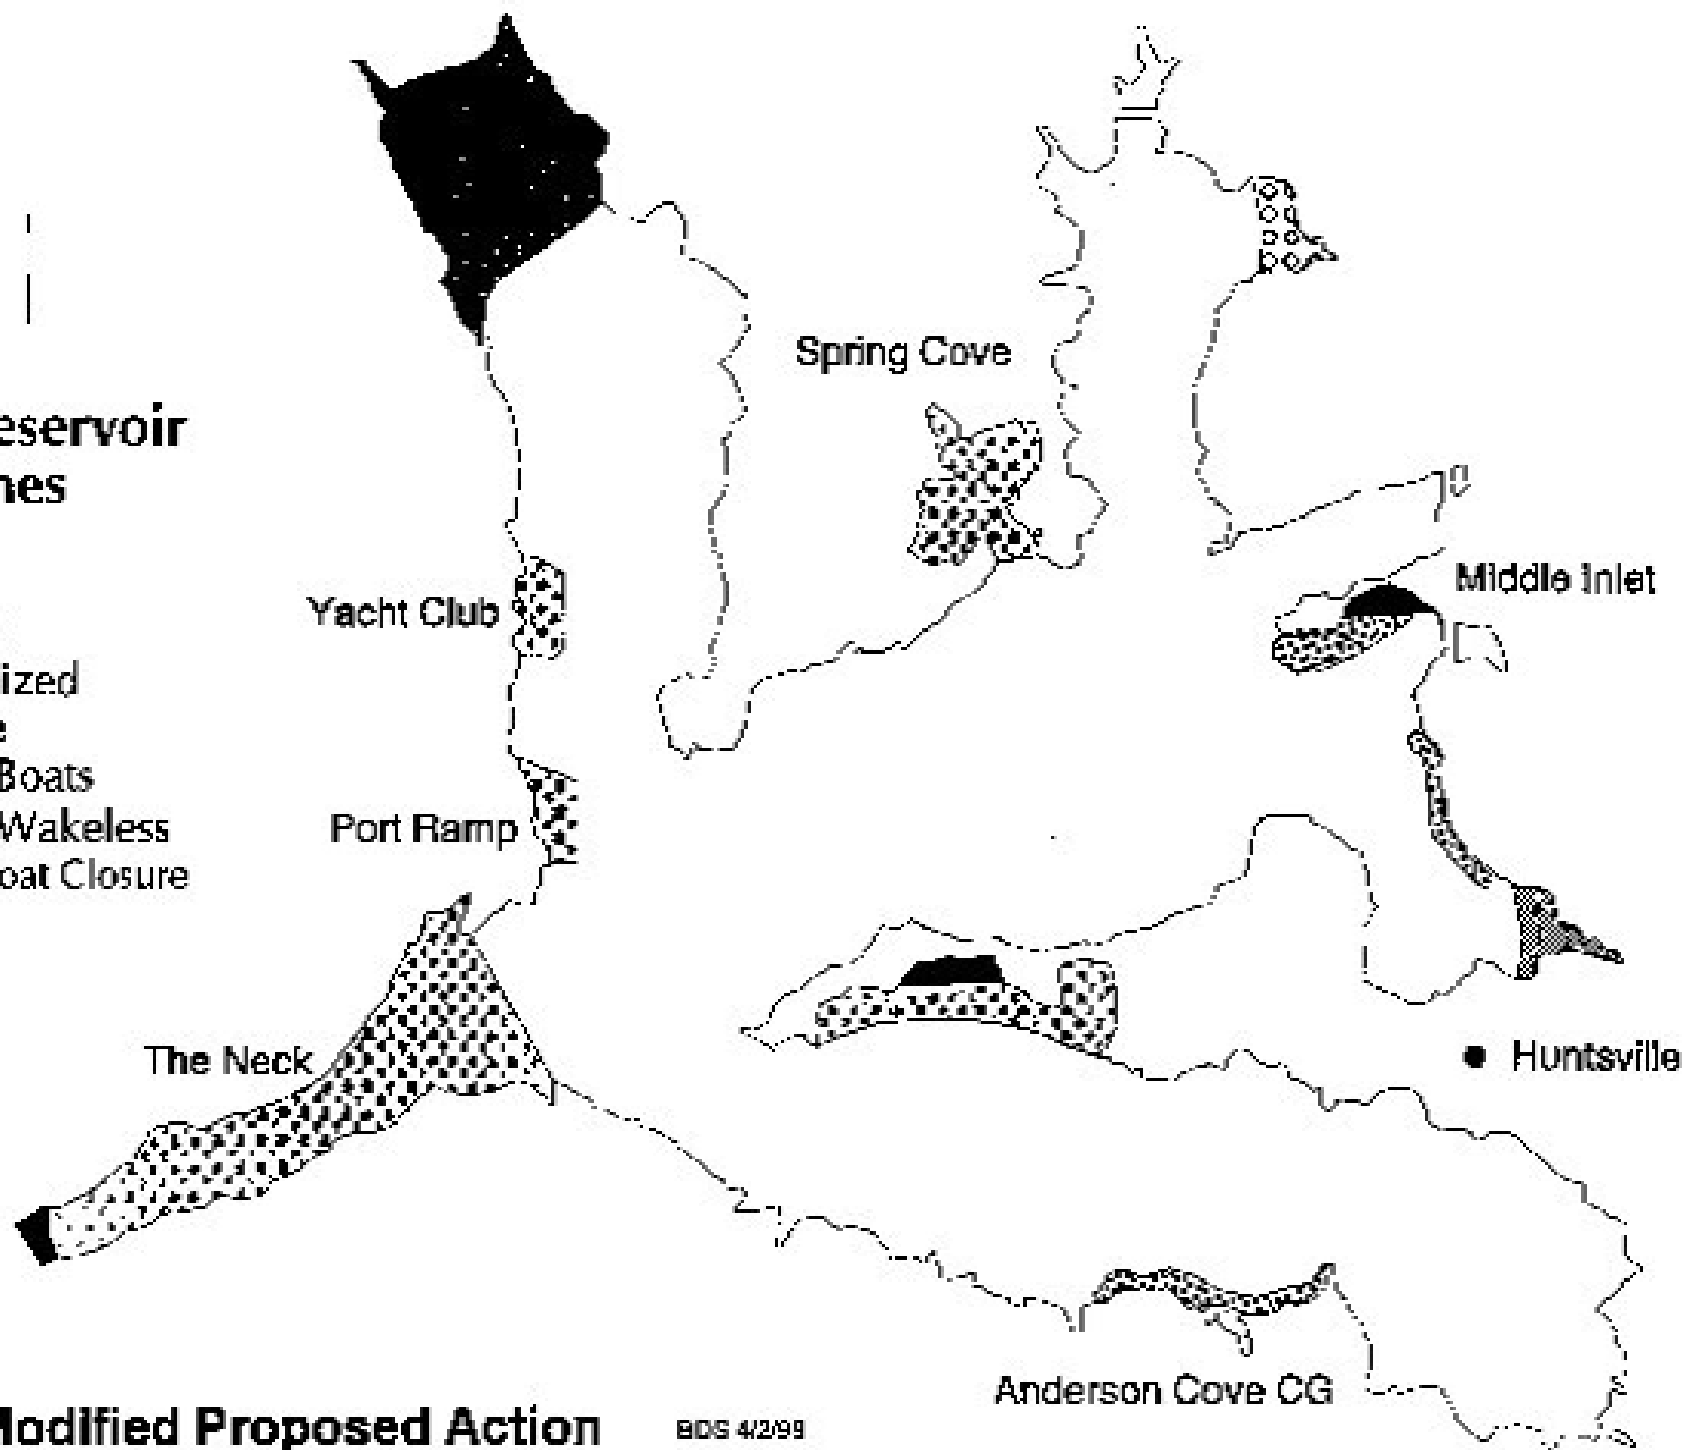 Spring Cove
eservoir
nes
Middle Inlet
Yacht Club
ized
e
Boats
Port Ramp
Wakeless
oat Closure
The Neck
Huntsville
Anderson Cove CG
Modified Proposed Action
BDS 4/2/99